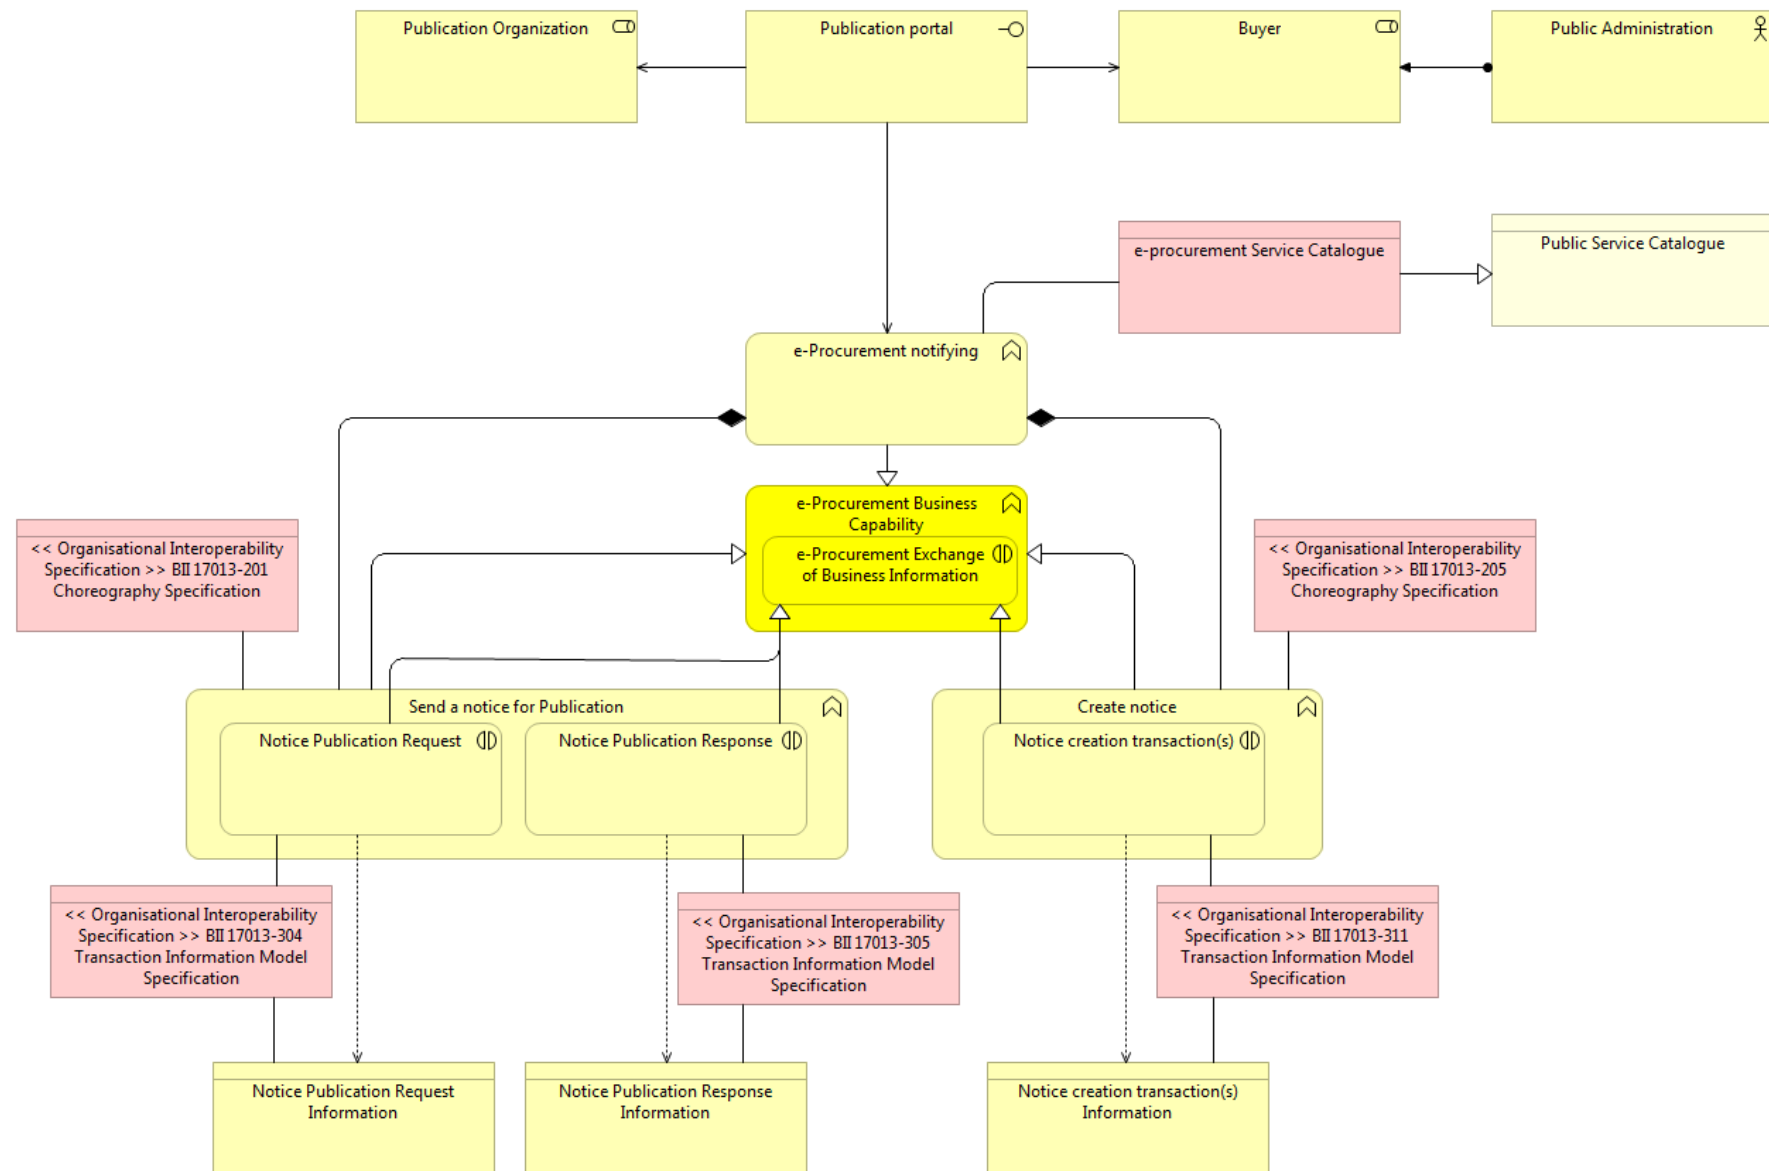 Publication Organization
Publication portal
Buyer
Public Administration
e-procurement Service Catalogue
Public Service Catalogue
e-Procurement notifying
e-Procurement Business
Capability
e-Procurement Exchange
of Business Information
<< Organisational Interoperability
Specification >> BII 17013-201
Choreography Specification
<< Organisational Interoperability
Specification >> BII 17013-205
Choreography Specification
Send a notice for Publication
Notice Publication Request
Notice Publication Response
Create notice
Notice creation transaction(s)
<< Organisational Interoperability
Specification >> BII 17013-304
Transaction Information Model
Specification
<< Organisational Interoperability
Specification >> BII 17013-305
Transaction Information Model
Specification
<< Organisational Interoperability
Specification >> BII 17013-311
Transaction Information Model
Specification
Notice Publication Request
Information
Notice Publication Response
Information
Notice creation transaction(s)
Information